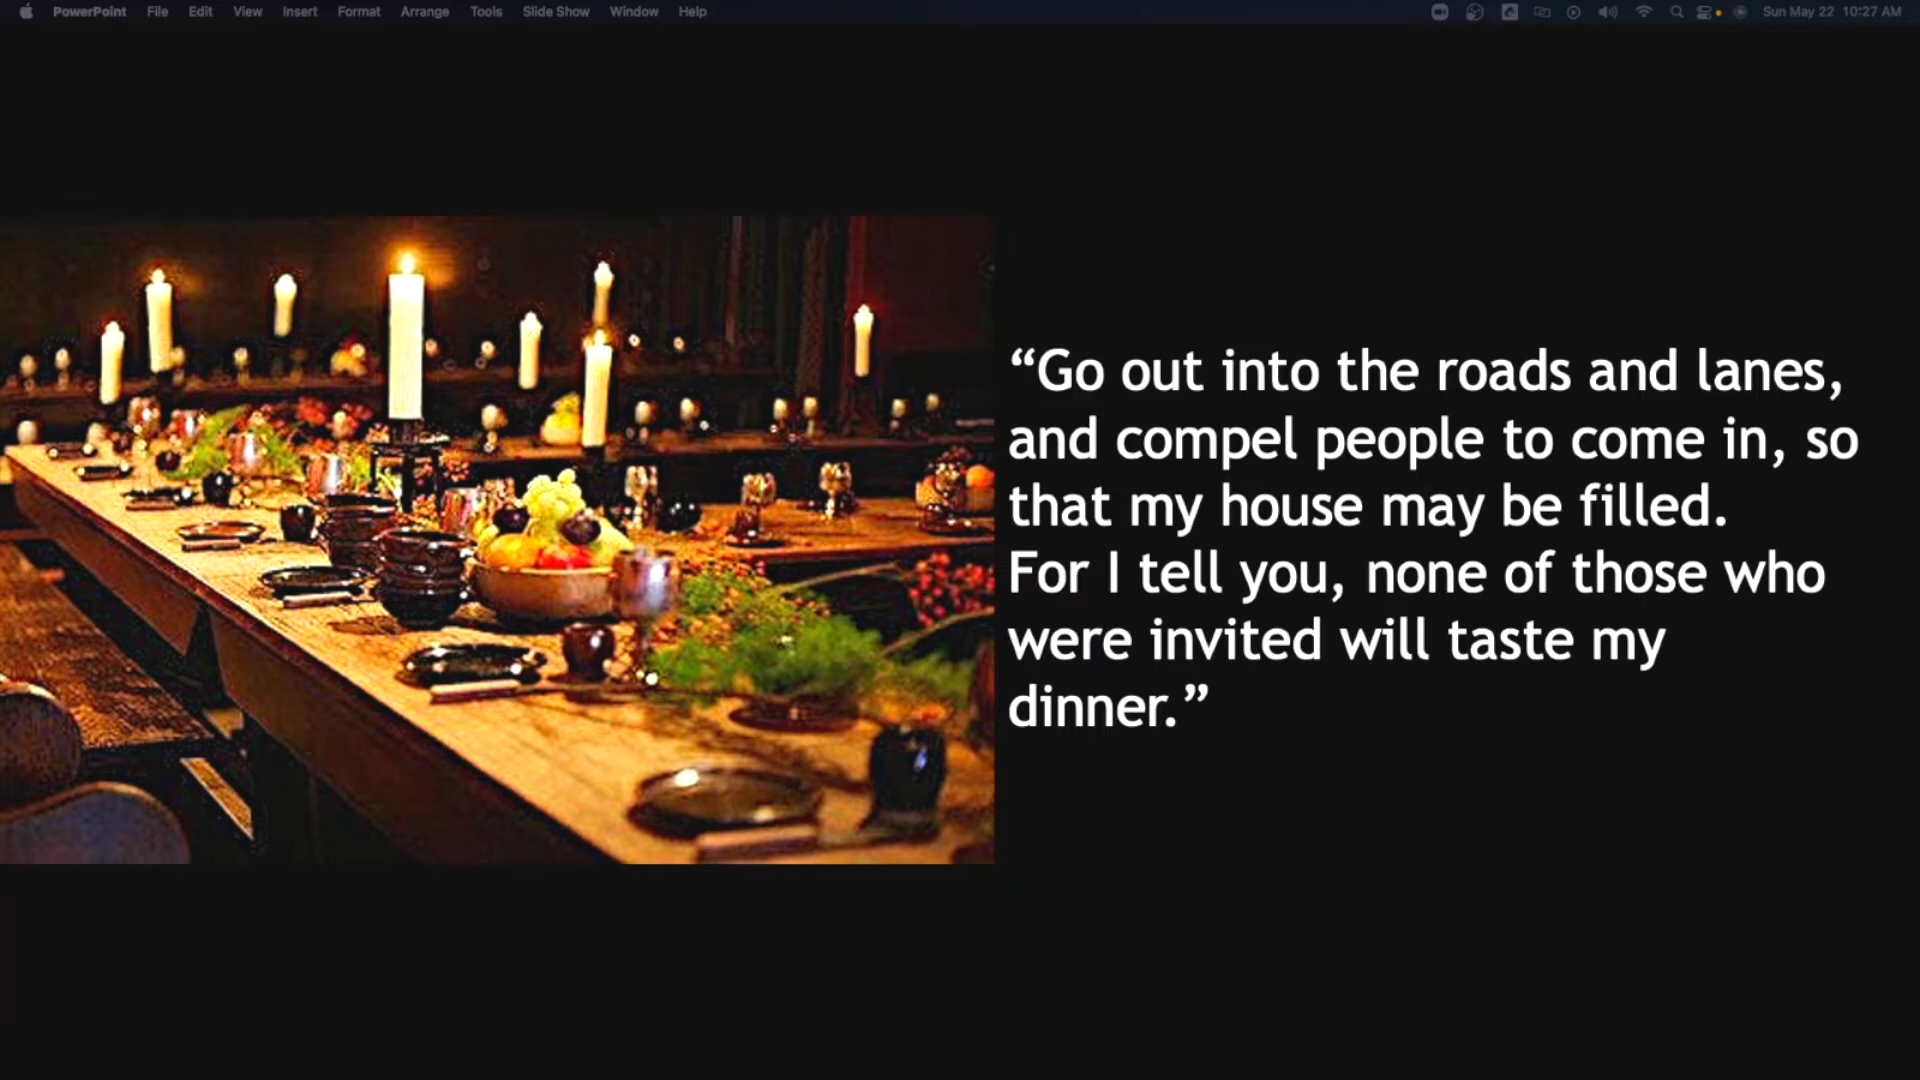 PowerPoint File Edit View Insert Format Arrange Tools Slide Show Window Help Sun May 22 10:27 AM
“Go out into the roads and lanes,
and compel people to come in, so
that my house may be filled.
For I tell you, none of those who
were invited will taste my
dinner.”